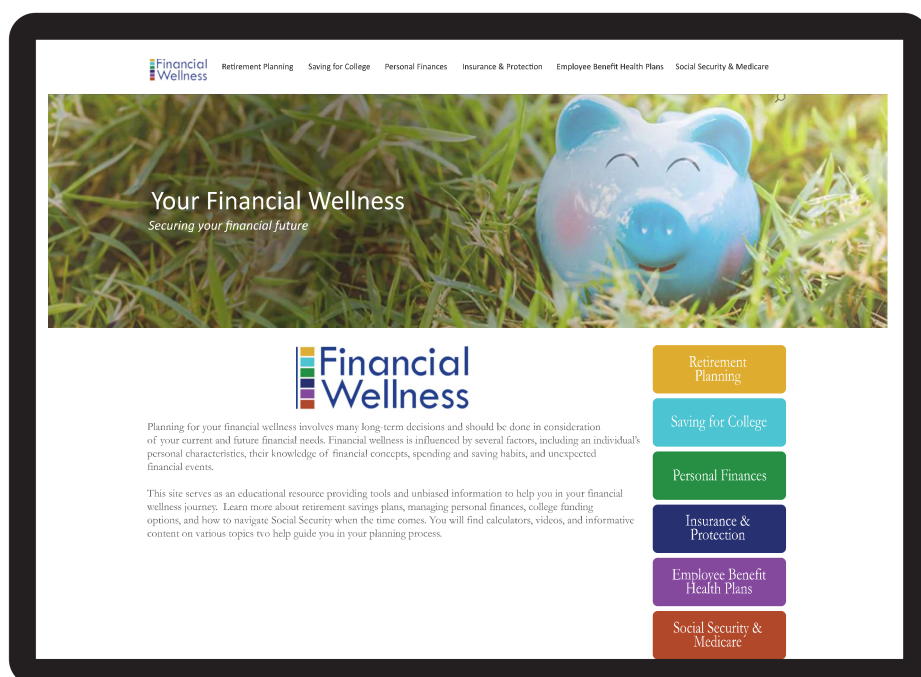 Financial
Wellness
Retirement Planning Saving for College Personal Finances Insurance & Protection Employee Benefit Health Plans Social Security & Medicare
Your Financial Wellness
Securing your financial future
Financial
Wellness
Planning for your financial wellness involves many long-term decisions and should be done in consideration
of your current and future financial needs. Financial wellness is influenced by several factors, including an individual's
personal characteristics, their knowledge of financial concepts, spending and saving habits, and unexpected
financial events.
This site serves as an educational resource providing tools and unbiased information to help you in your financial
wellness journey. Learn more about retirement savings plans, managing personal finances, college funding
options, and how to navigate Social Security when the time comes. You will find calculators, videos, and informative
content on various topics tvo help guide you in your planning process.
Retirement
Planning
Saving for College
Personal Finances
Insurance &
Protection
Employee Benefit
Health Plans
Social Security &
Medicare